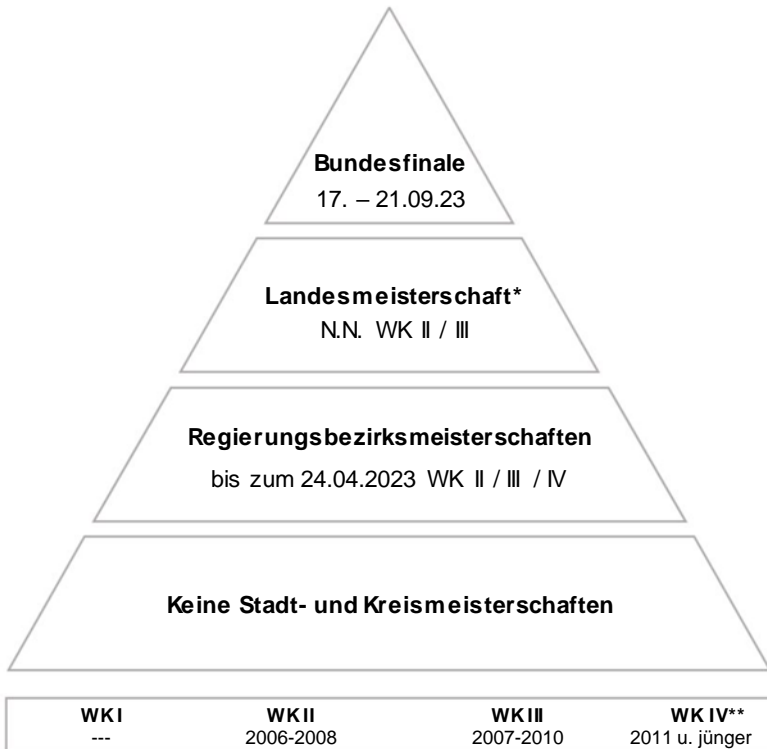 Bundesfinale
17. – 21.09.23
Landesmeisterschaft*
N.N. WK II / III
Regierungsbezirksmeisterschaften
bis zum 24.04.2023 WK II / III / IV
Keine Stadt- und Kreismeisterschaften
WK I WK II WK III WK IV**
--- 2006-2008 2007-2010 2011 u. jünger